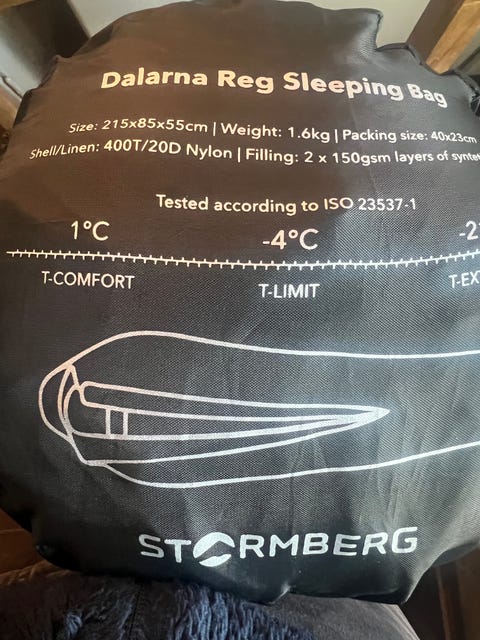 Dalarna Reg Sleeping Bag
Size: 215x85x55cm | Weight: 1.6kg | Packing size: 40x23cm
Shell/Linen: 400T/20D Nylon | Filling: 2 x 150gsm layers of
Tested according to ISO 23537-1
1°C -4°C
T-COMFORT T-LIMIT
STORMBERG